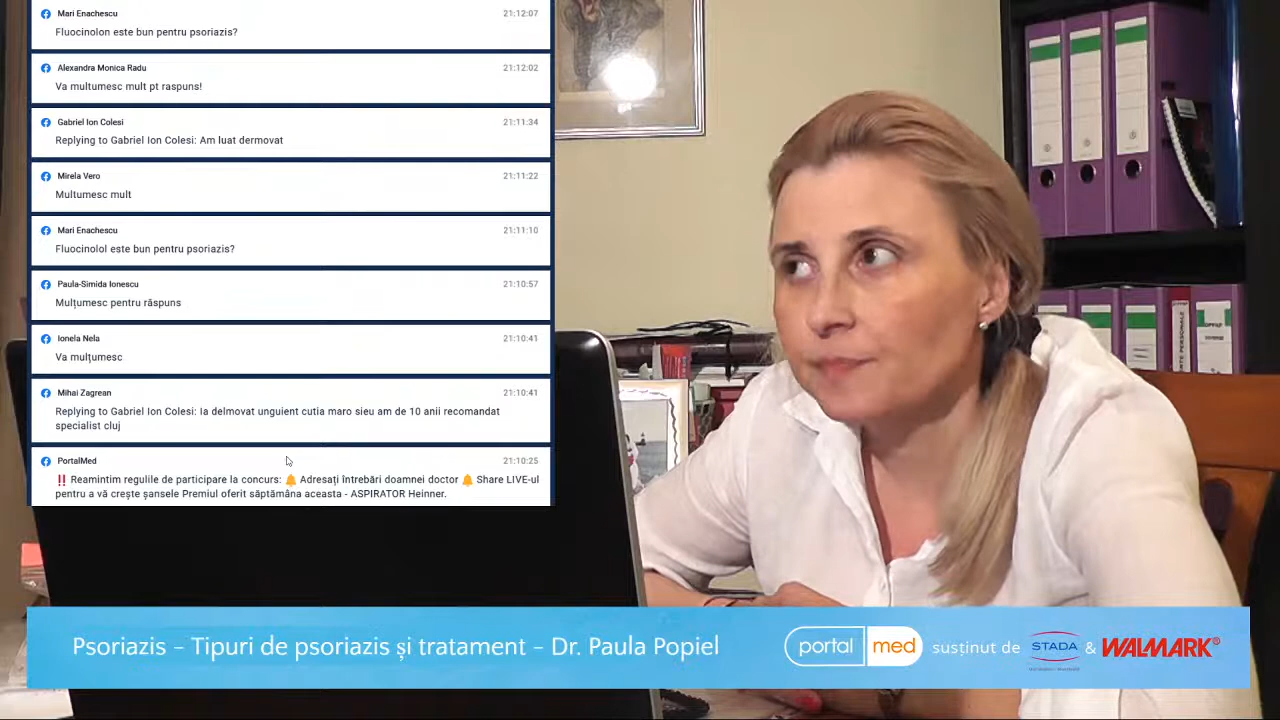 Mari Enachescu 21:12:07
Fluocinolon este bun pentru psoriazis?
Alexandra Monica Radu 21:12:02
Va multumesc mult pt raspuns!
Gabriel Ion Colesi 21:11:34
Replying to Gabriel Ion Colesi: Am luat dermovat
Mirela Vero 21:11:22
Multumesc mult
Mari Enachescu 21:11:10
Fluocinolol este bun pentru psoriazis?
Paula-Simida Ionescu 21:10:57
Mulțumesc pentru răspuns
Ionela Nela 21:10:41
Va mulțumesc
Mihai Zagrean 21:10:41
Replying to Gabriel Ion Colesi: Ia delmovat unguient cutia maro sieu am de 10 anii recomandat
specialist cluj
PortalMed 21:10:25
‼️ Reamintim regulile de participare la concurs: 🔔 Adresați întrebări doamnei doctor 🔔 Share LIVE-ul
pentru a vă crește șansele Premiul oferit săptămâna aceasta - ASPIRATOR Heinner.
PERSONALE
OFFICE
Psoriazis - Tipuri de psoriazis și tratament - Dr. Paula Popiel
portal med susținut de STADA & WALMARK®